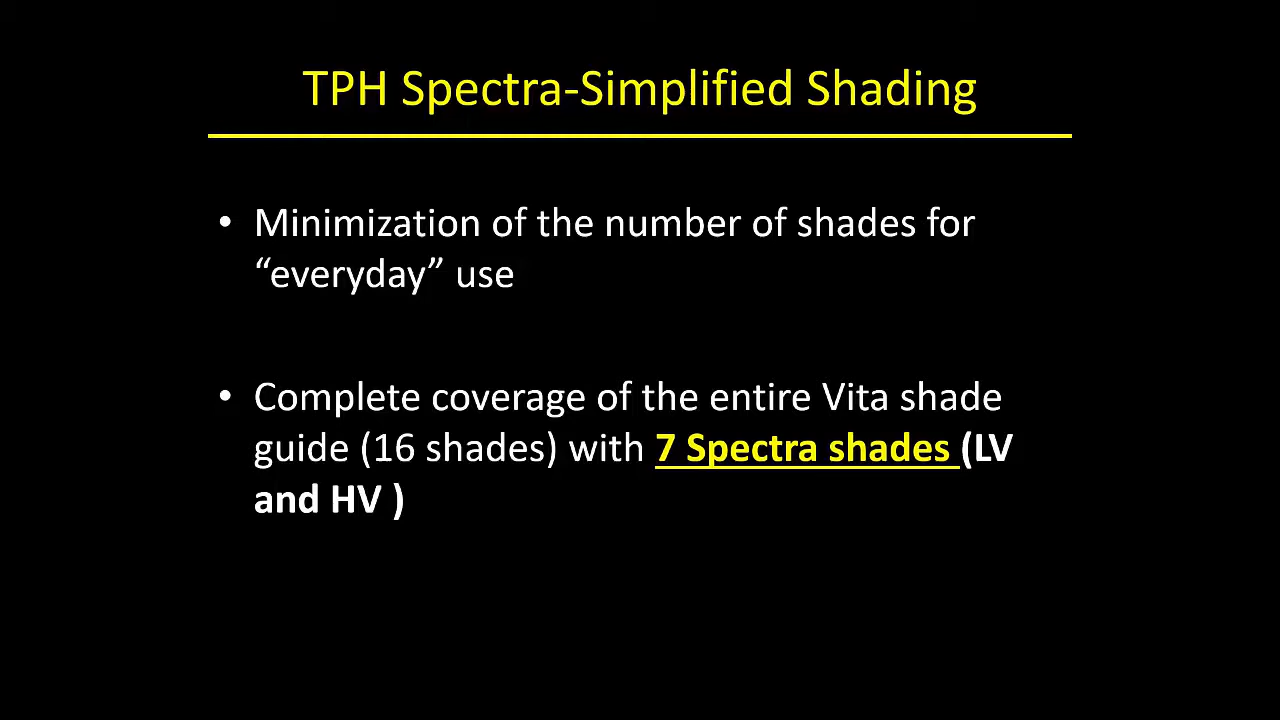 TPH Spectra-Simplified Shading
• Minimization of the number of shades for
“everyday” use
• Complete coverage of the entire Vita shade
guide (16 shades) with 7 Spectra shades (LV
and HV )